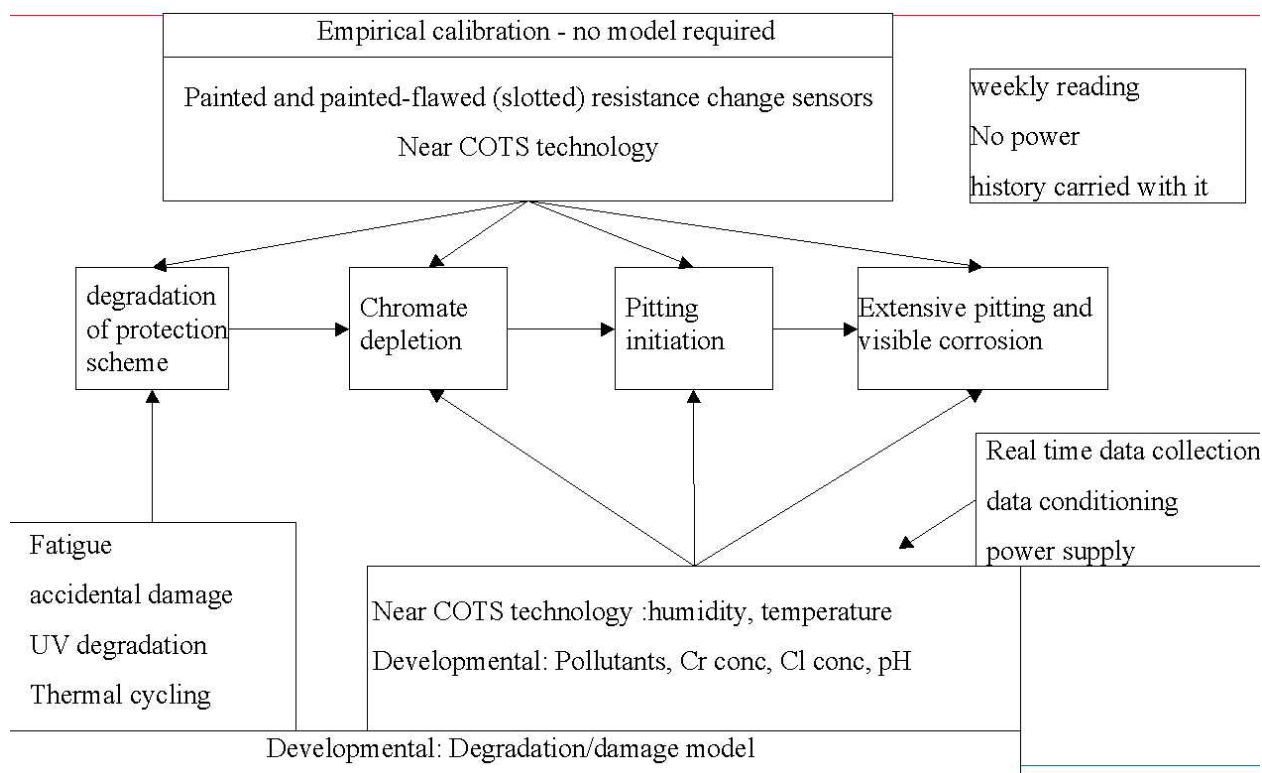 Empirical calibration - no model required
Painted and painted-flawed (slotted) resistance change sensors
Near COTS technology
weekly reading
No power
history carried with it
degradation
of protection
scheme
Chromate
depletion
Pitting
initiation
Extensive pitting and
visible corrosion
Real time data collection
data conditioning
power supply
Fatigue
accidental damage
UV degradation
Thermal cycling
Near COTS technology :humidity, temperature
Developmental: Pollutants, Cr conc, Cl conc, pH
Developmental: Degradation/damage model